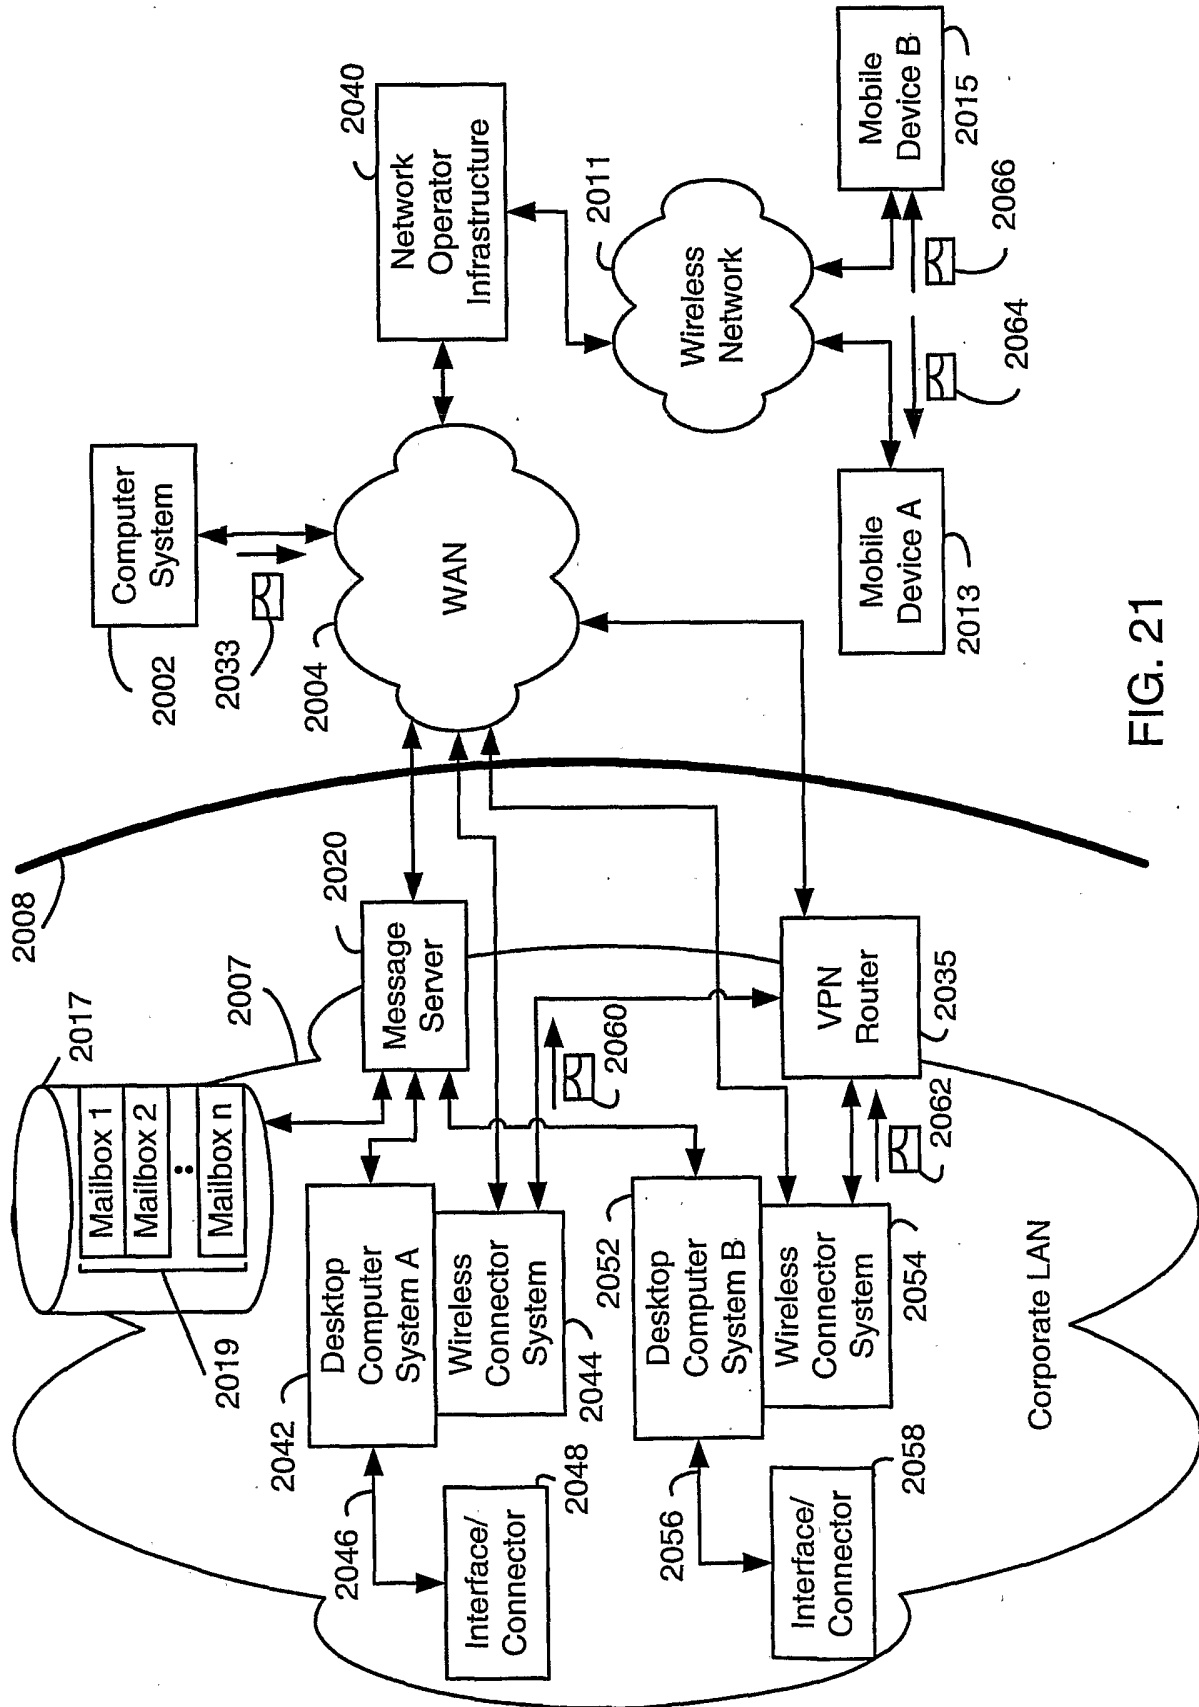 2008
2017
2007
Mailbox 1
Mailbox 2
Mailbox n
2019
2020
Message
Server
2042
Desktop
Computer
System A
Wireless
Connector
System
2044
2046
Interface/
Connector
2048
2060
2052
Desktop
Computer
System B
Wireless
Connector
System
2054
2056
Interface/
Connector
2058
VPN
Router
2035
2062
Corporate LAN
Computer
System
2002
2033
2004
WAN
2040
Network
Operator
Infrastructure
2011
Wireless
Network
Mobile
Device A
2013
Mobile
Device B
2015
2064
2066
FIG. 21